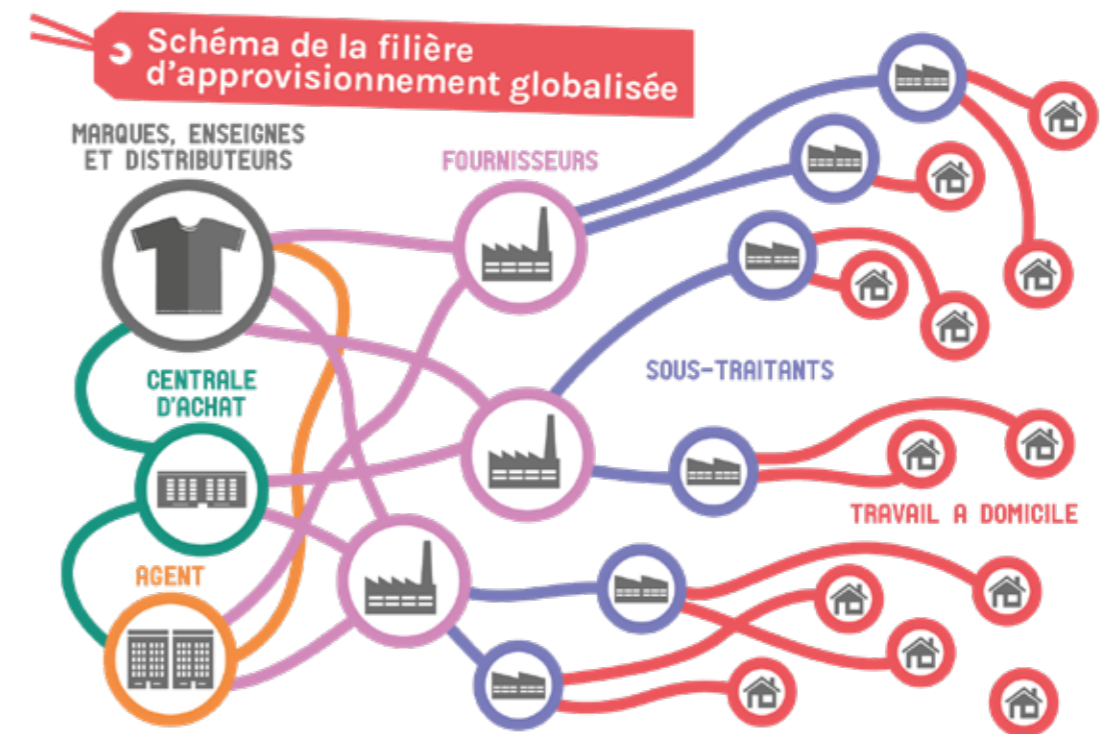 Schéma de la filière
d'approvisionnement globalisée
MARQUES, ENSEIGNES
ET DISTRIBUTEURS
FOURNISSEURS
SOUS-TRAITANTS
CENTRALE
D'ACHAT
TRAVAIL A DOMICILE
AGENT